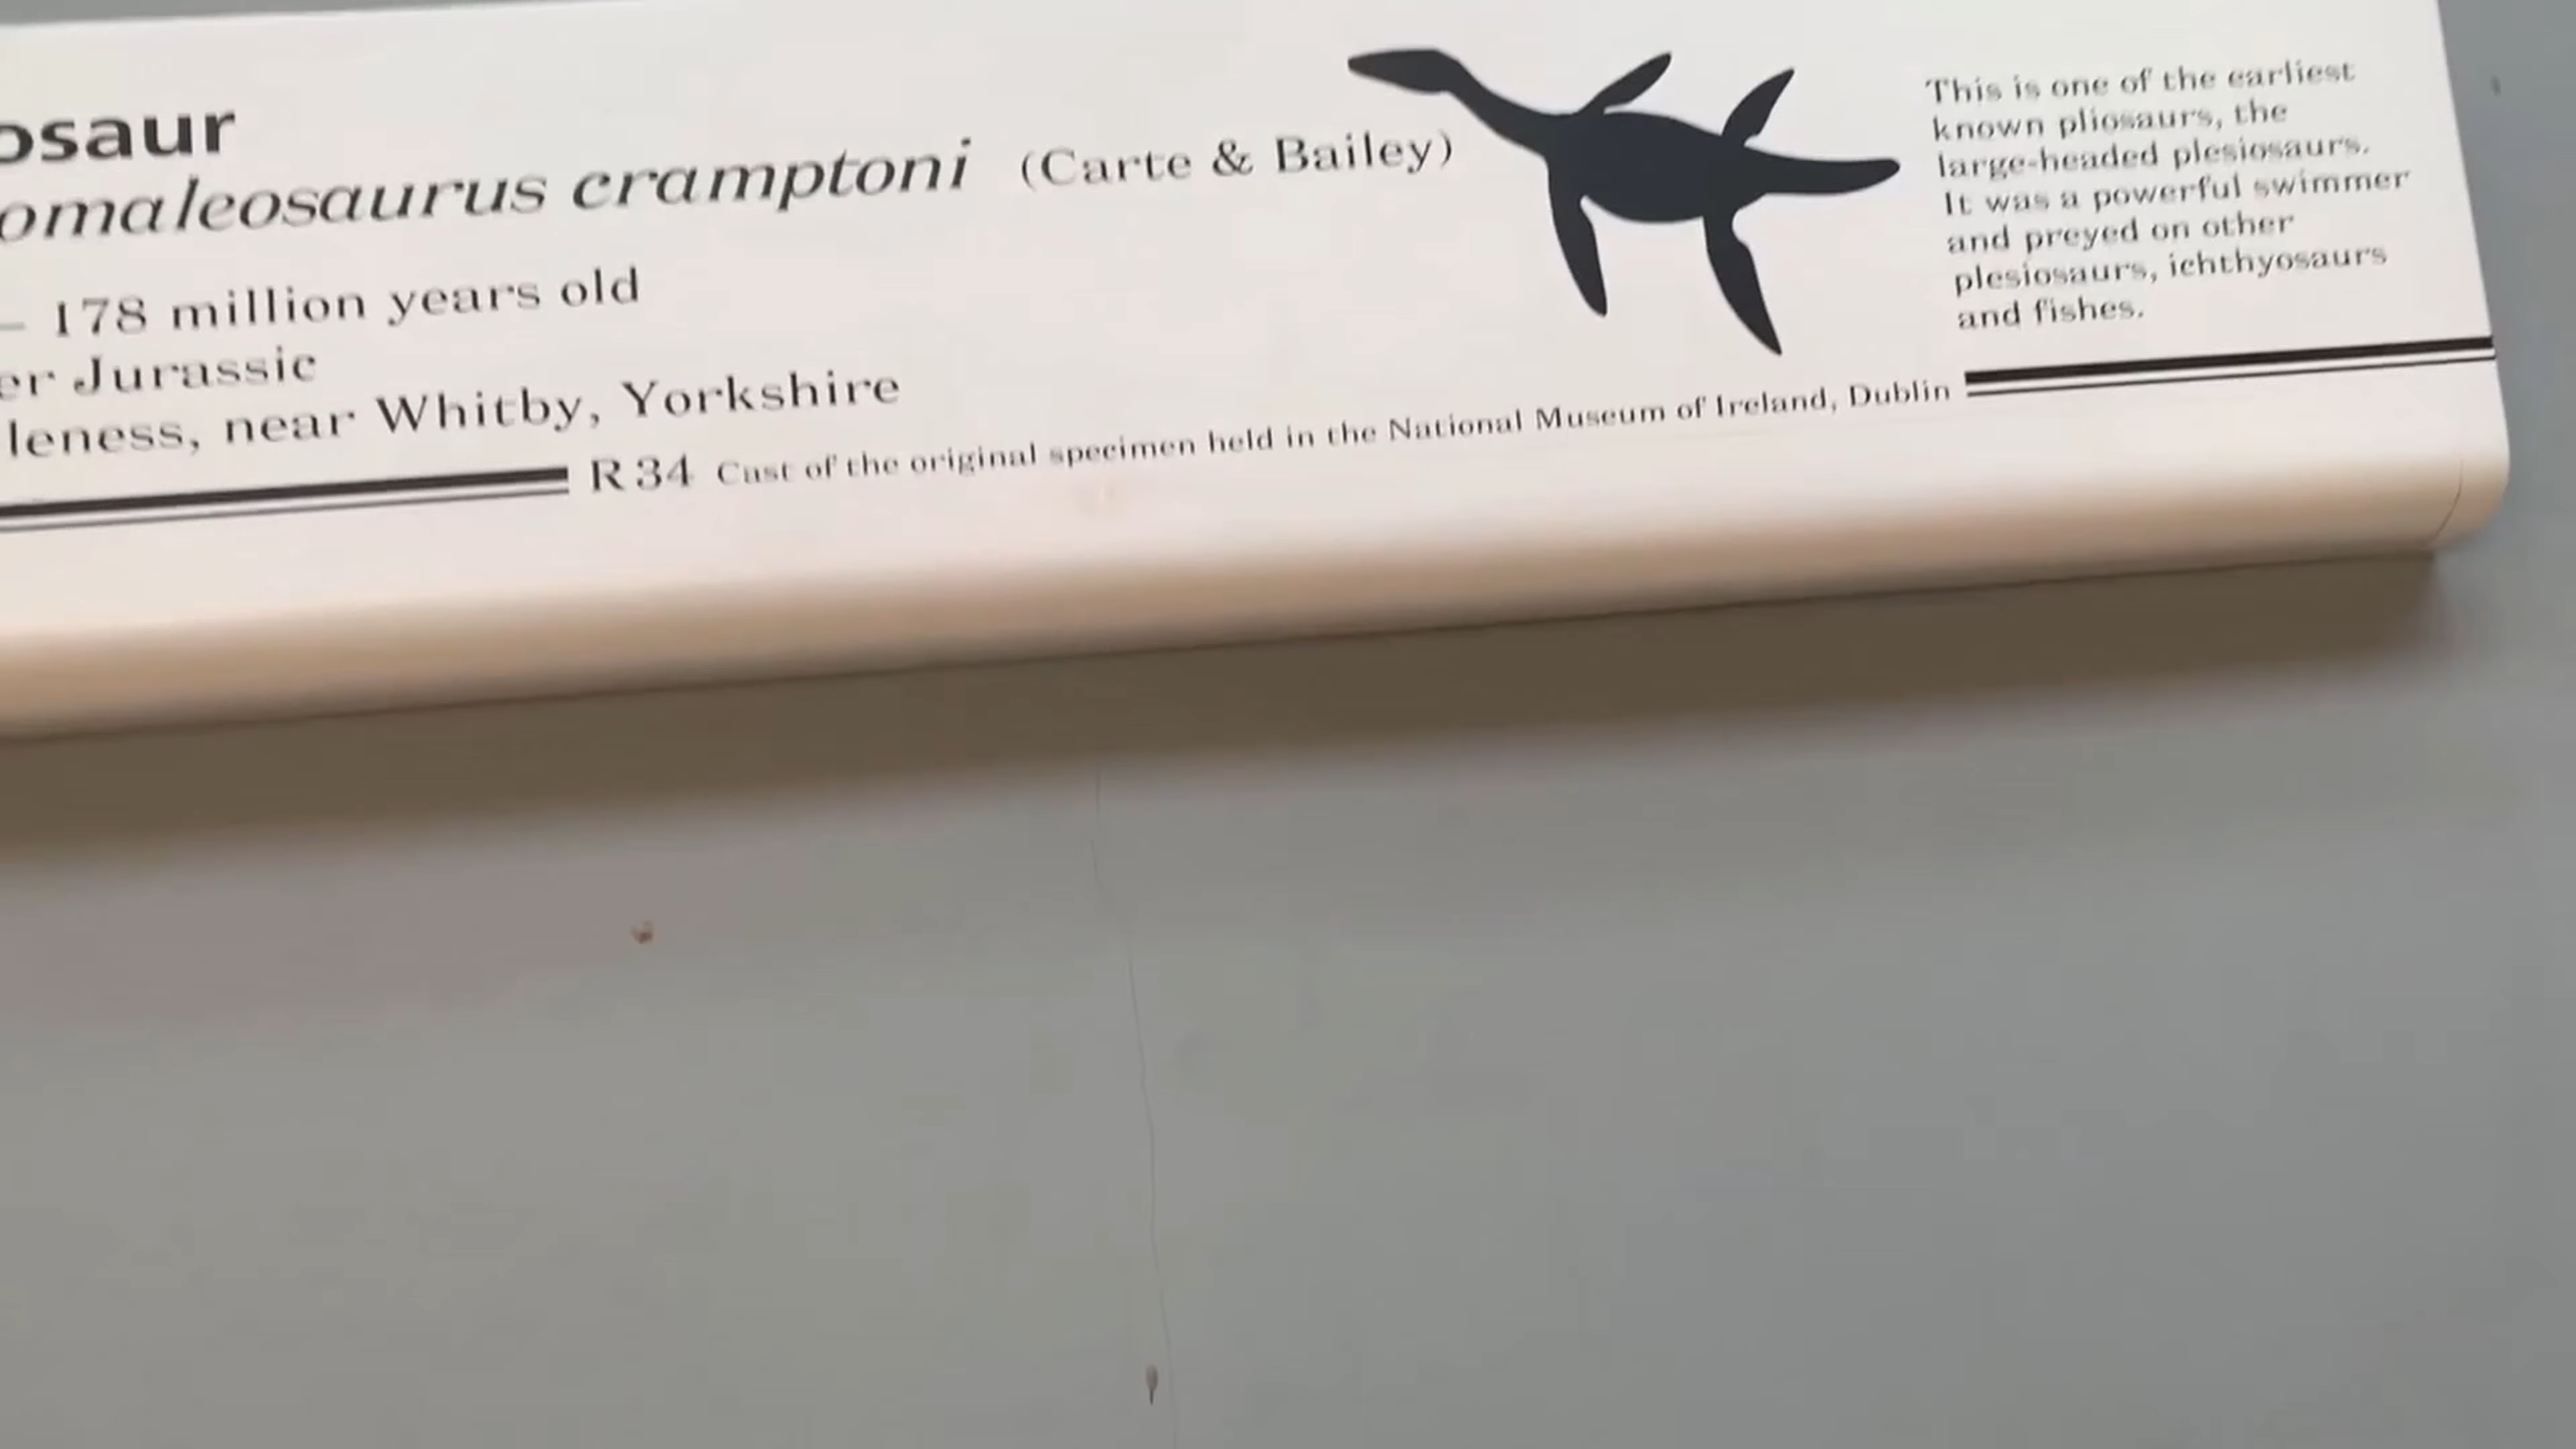 osaur
omaleosaurus cramptoni (Carte & Bailey)
– 178 million years old
er Jurassic
leness, near Whitby, Yorkshire
R 34 Cast of the original specimen held in the National Museum of Ireland, Dublin
This is one of the earliest
known pliosaurs, the
large-headed plesiosaurs.
It was a powerful swimmer
and preyed on other
plesiosaurs, ichthyosaurs
and fishes.